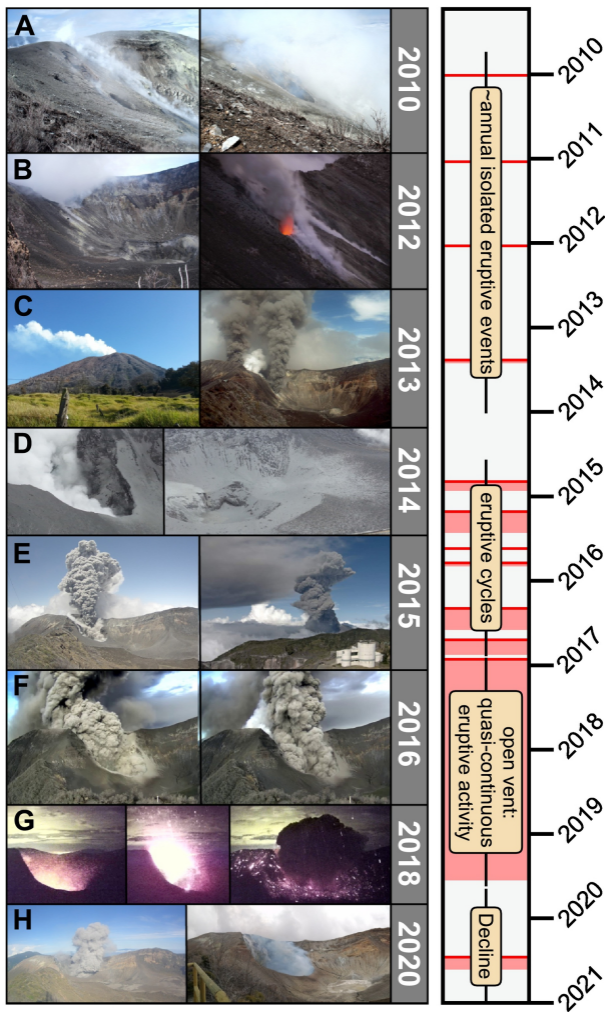 A
2010
B
2012
C
2013
D
2014
E
2015
F
2016
G
2018
H
2020
2010
2011
2012
2013
2014
2015
2016
2017
2018
2019
2020
2021
~annual isolated eruptive events
eruptive cycles
open vent:
quasi-continuous
eruptive activity
Decline